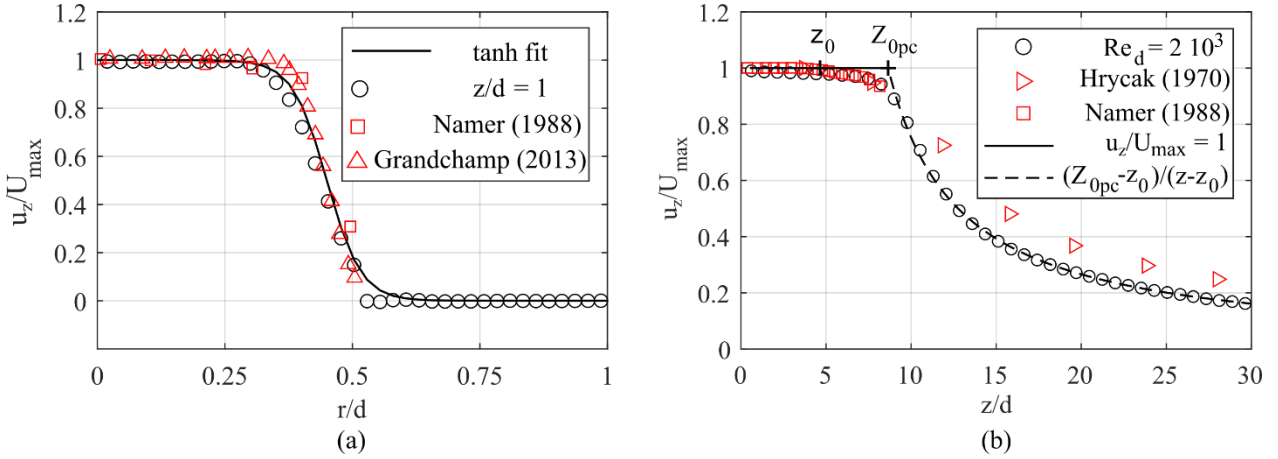 1.2
1
0.8
0.6
0.4
0.2
0
u_z/U_max
tanh fit
z/d = 1
Namer (1988)
Grandchamp (2013)
0 0.25 0.5 0.75 1
r/d
(a)
1.2
1
0.8
0.6
0.4
0.2
0
u_z/U_max
z_0 Z_0pc
Re_d = 2 10^3
Hrycak (1970)
Namer (1988)
u_z/U_max = 1
(Z_0pc-z_0)/(z-z_0)
0 5 10 15 20 25 30
z/d
(b)